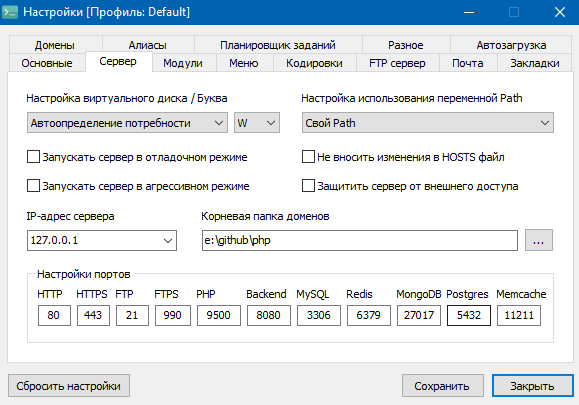 Настройки [Профиль: Default]
Домены Алиасы Планировщик заданий Разное Автозагрузка
Основные Сервер Модули Меню Кодировки FTP сервер Почта Закладки
Настройка виртуального диска / Буква Настройка использования переменной Path
Автоопределение потребности W Свой Path
Запускать сервер в отладочном режиме Не вносить изменения в HOSTS файл
Запускать сервер в агрессивном режиме Защитить сервер от внешнего доступа
IP-адрес сервера Корневая папка доменов
127.0.0.1 e:\github\php ...
Настройки портов
HTTP HTTPS FTP FTPS PHP Backend MySQL Redis MongoDB Postgres Memcache
80 443 21 990 9500 8080 3306 6379 27017 5432 11211
Сбросить настройки Сохранить Закрыть